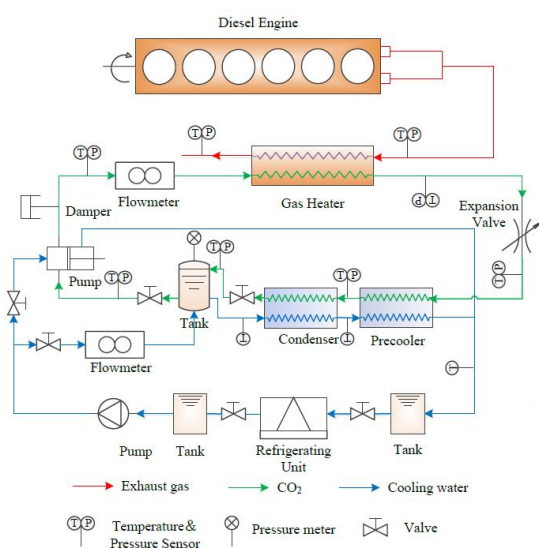 Diesel Engine
T P
T P
T P
Flowmeter
Gas Heater
T P
Damper
Expansion
Valve
Pump
T P
T P
T P
T P
Tank
T
Condenser
T
Precooler
Flowmeter
T
Pump
Tank
Refrigerating
Unit
Tank
Exhaust gas
CO2
Cooling water
T P
Temperature&
Pressure Sensor
Pressure meter
Valve